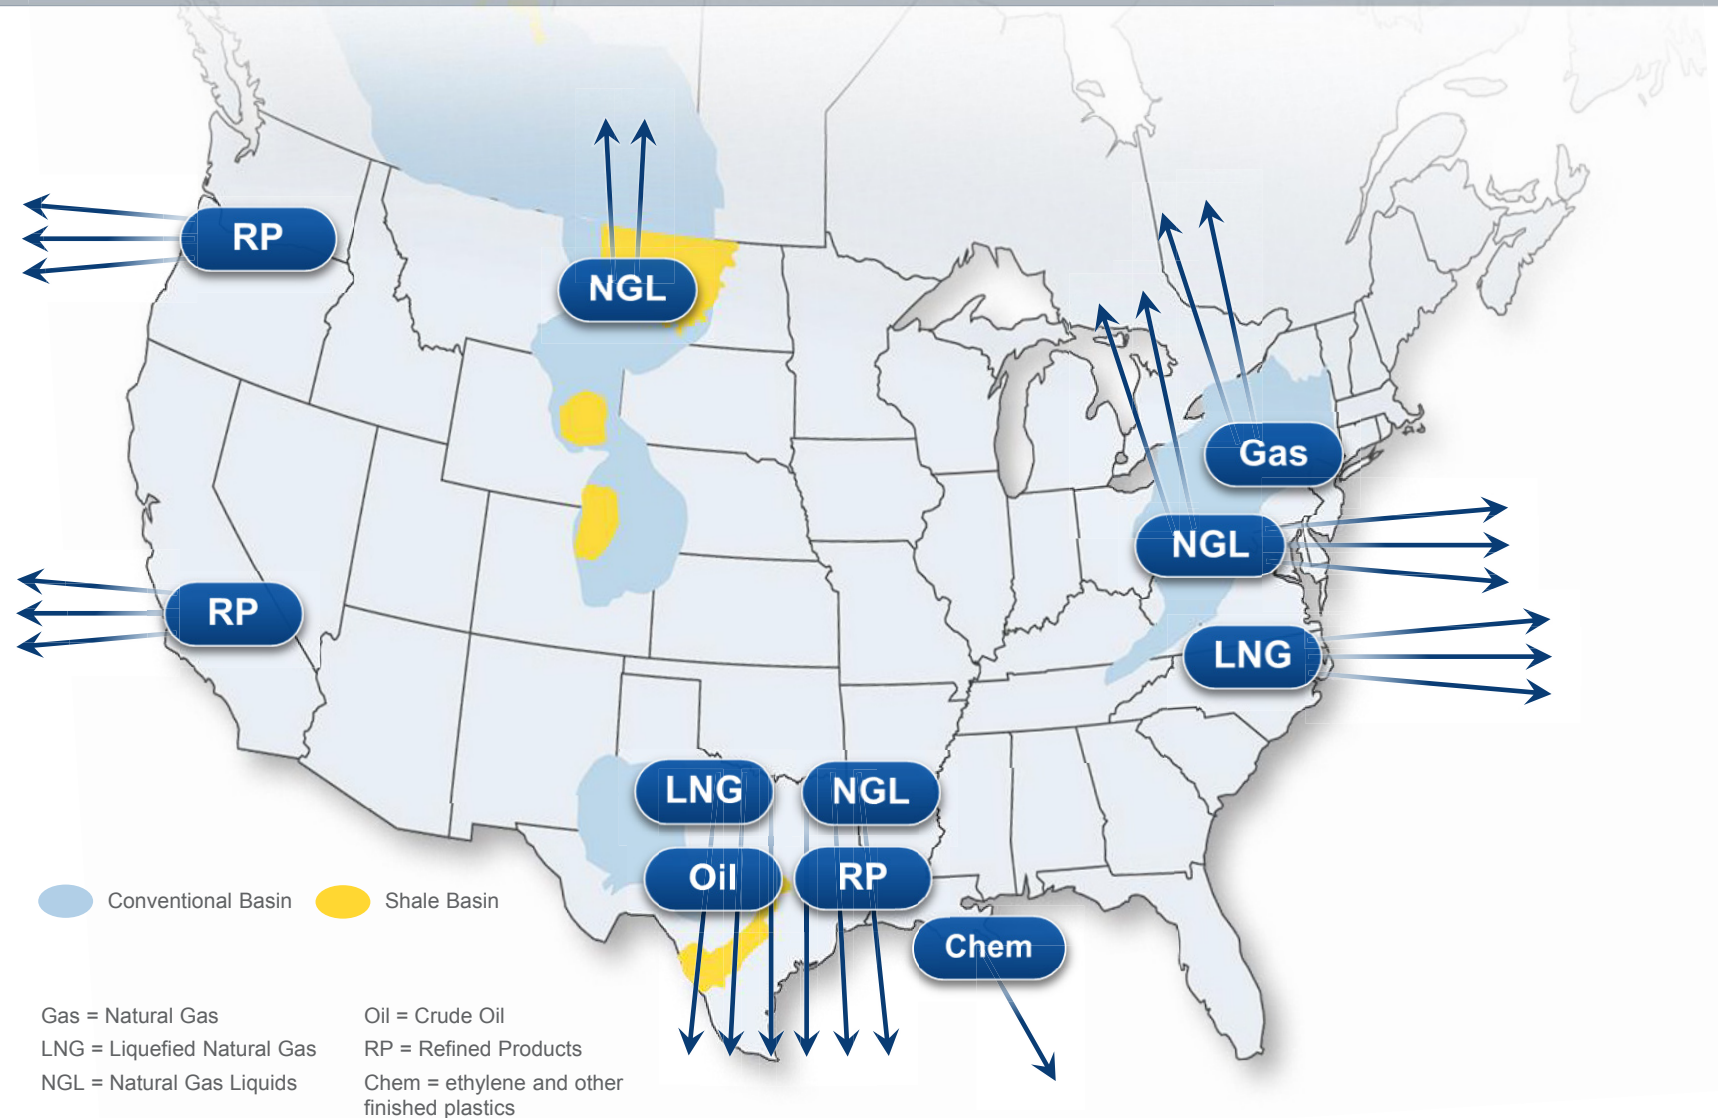 RP
NGL
Gas
NGL
RP
LNG
LNG
NGL
Oil
RP
Chem
Conventional Basin
Shale Basin
Gas = Natural Gas
LNG = Liquefied Natural Gas
NGL = Natural Gas Liquids
Oil = Crude Oil
RP = Refined Products
Chem = ethylene and other
finished plastics